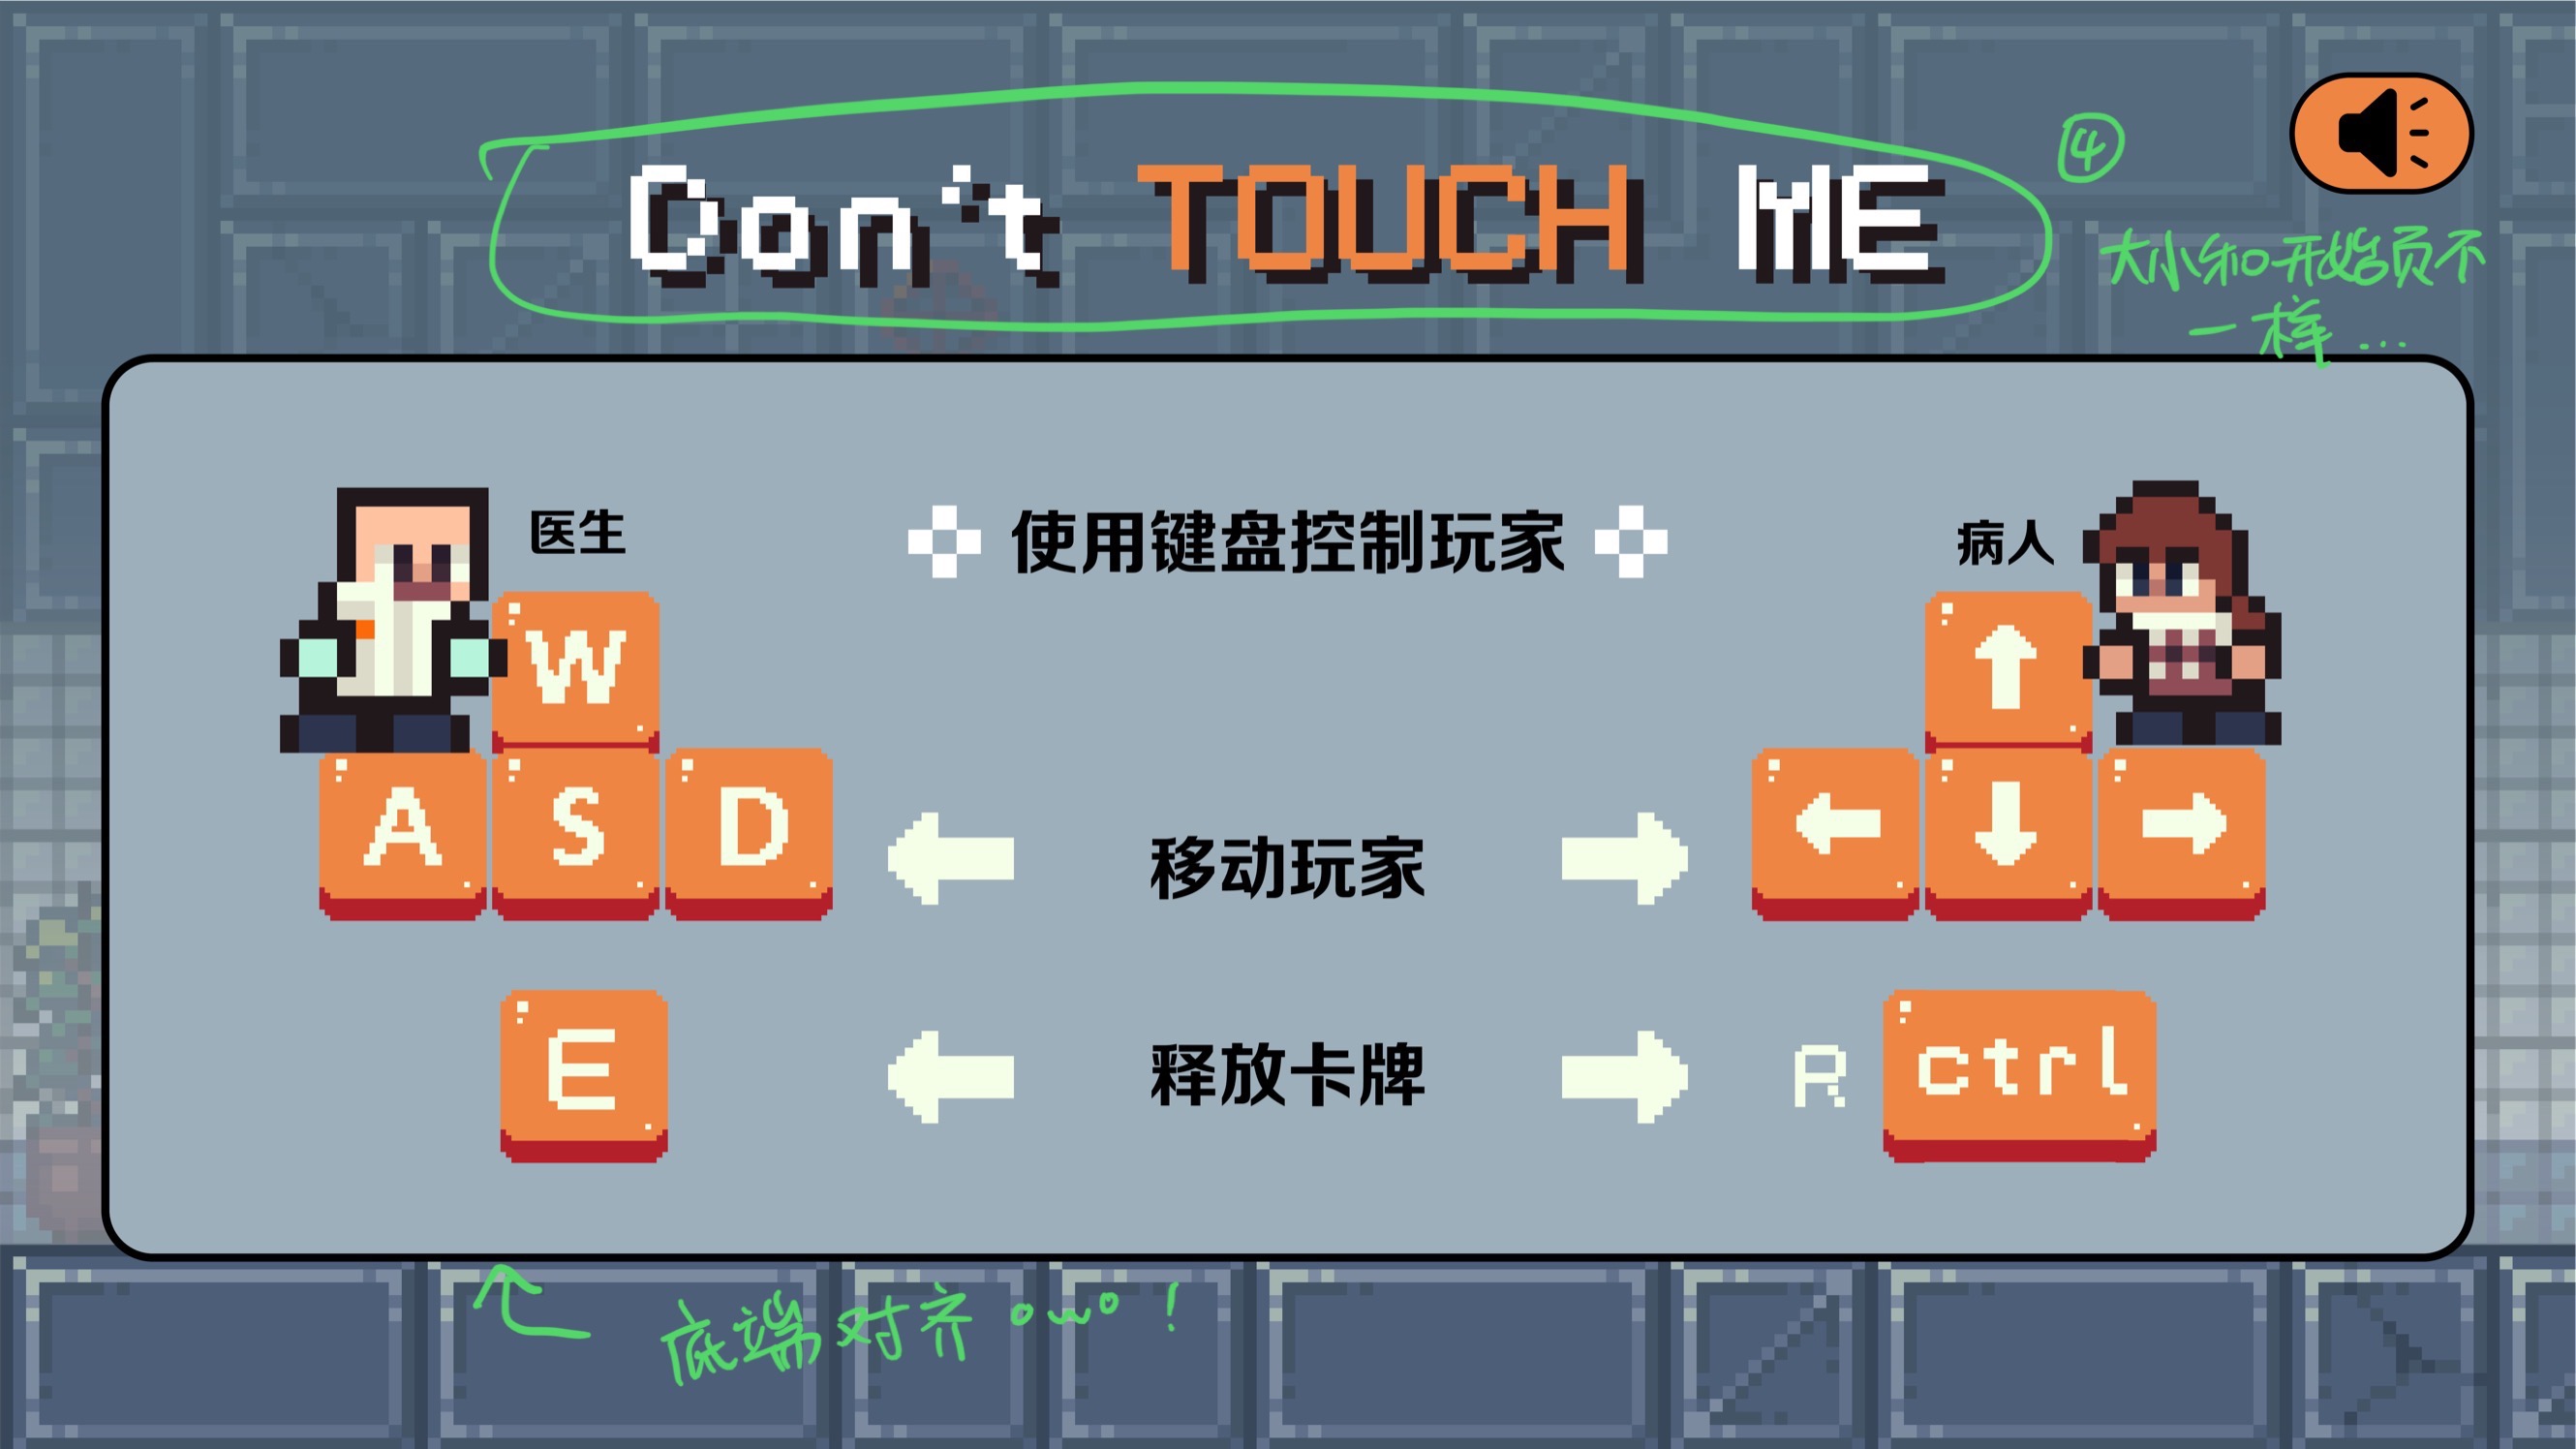 Don't TOUCH ME
④
大小和开始页不
一样...
医生
使用键盘控制玩家
病人
W
A S D
移动玩家
↑
← ↓ →
E
释放卡牌
R ctrl
底端对齐 owo!